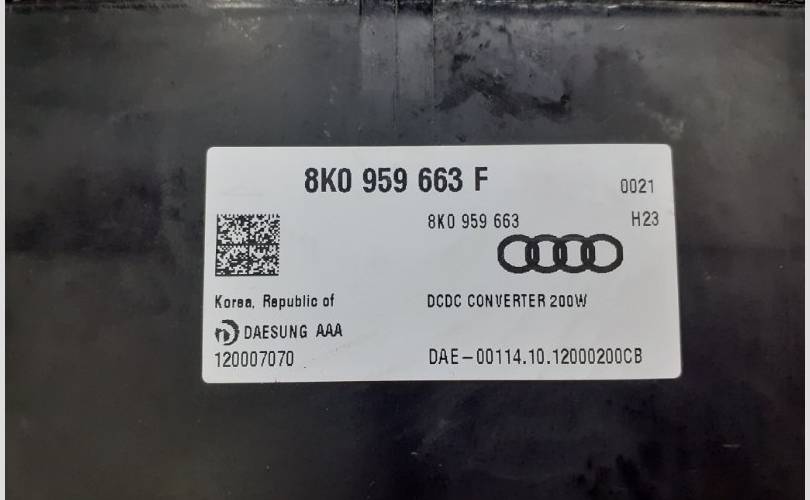 8K0 959 663 F
0021
8K0 959 663
H23
Korea, Republic of
DCDC CONVERTER 200W
DAESUNG AAA
120007070
DAE-00114.10.12000200CB